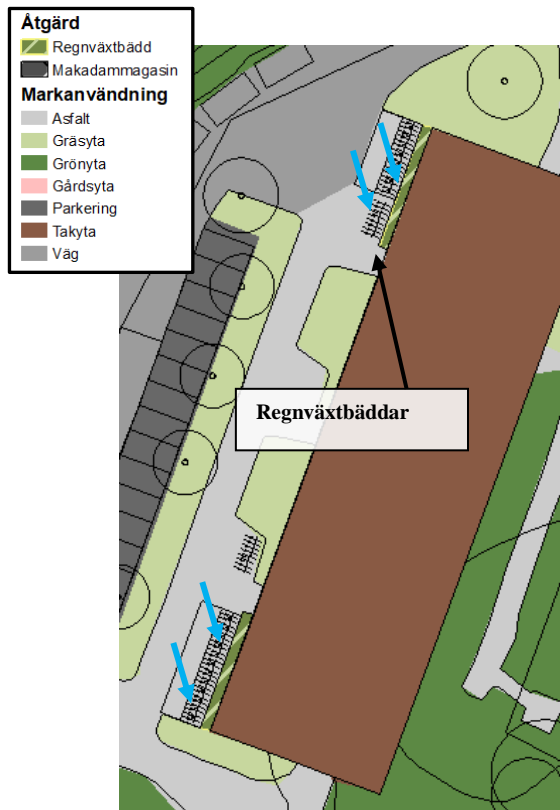 Åtgärd
Regnväxtbädd
Makadammagasin
Markanvändning
Asfalt
Gräsyta
Grönyta
Gårdsyta
Parkering
Takyta
Väg
Regnväxtbäddar